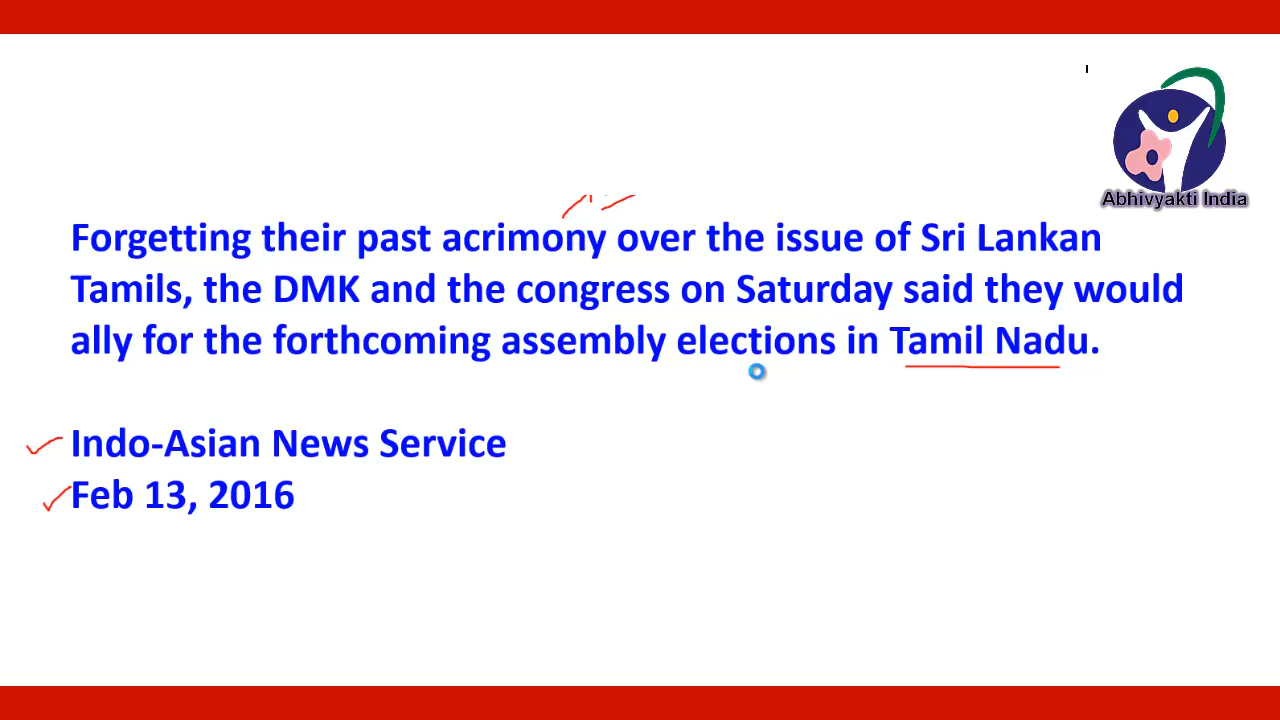 Abhivyakti India
Forgetting their past acrimony over the issue of Sri Lankan
Tamils, the DMK and the congress on Saturday said they would
ally for the forthcoming assembly elections in Tamil Nadu.
Indo-Asian News Service
Feb 13, 2016